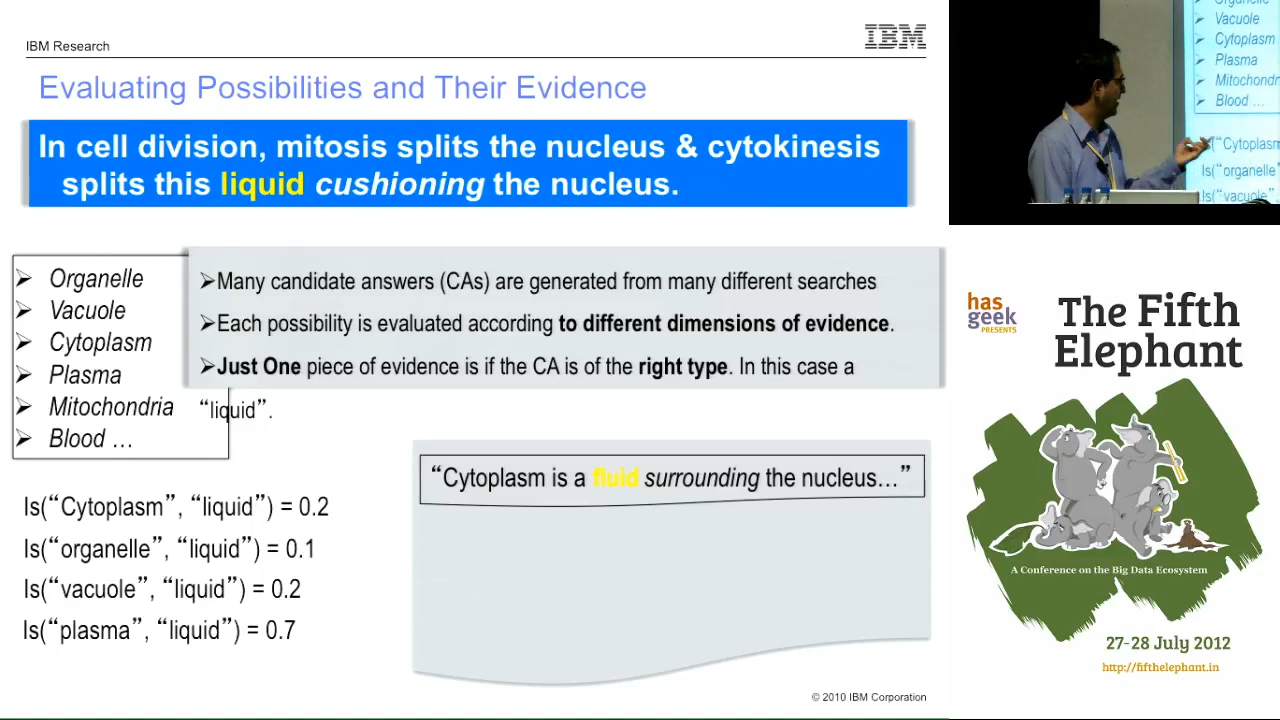 IBM Research
IBM
Evaluating Possibilities and Their Evidence
In cell division, mitosis splits the nucleus & cytokinesis
splits this liquid cushioning the nucleus.
➢ Organelle
➢ Vacuole
➢ Cytoplasm
➢ Plasma
➢ Mitochondria
➢ Blood …
➢Many candidate answers (CAs) are generated from many different searches
➢Each possibility is evaluated according to different dimensions of evidence.
➢Just One piece of evidence is if the CA is of the right type. In this case a
“liquid”.
“Cytoplasm is a fluid surrounding the nucleus…”
Is(“Cytoplasm”, “liquid”) = 0.2
Is(“organelle”, “liquid”) = 0.1
Is(“vacuole”, “liquid”) = 0.2
Is(“plasma”, “liquid”) = 0.7
© 2010 IBM Corporation
Organelle
➢ Vacuole
➢ Cytoplasm
➢ Plasma
➢ Mitochondr
➢ Blood …
“Cytoplasm
Is(“organelle”
Is(“vacuole”
has
geek
PRESENTS
The Fifth
Elephant
A Conference on the Big Data Ecosystem
27-28 July 2012
http://fifthelephant.in